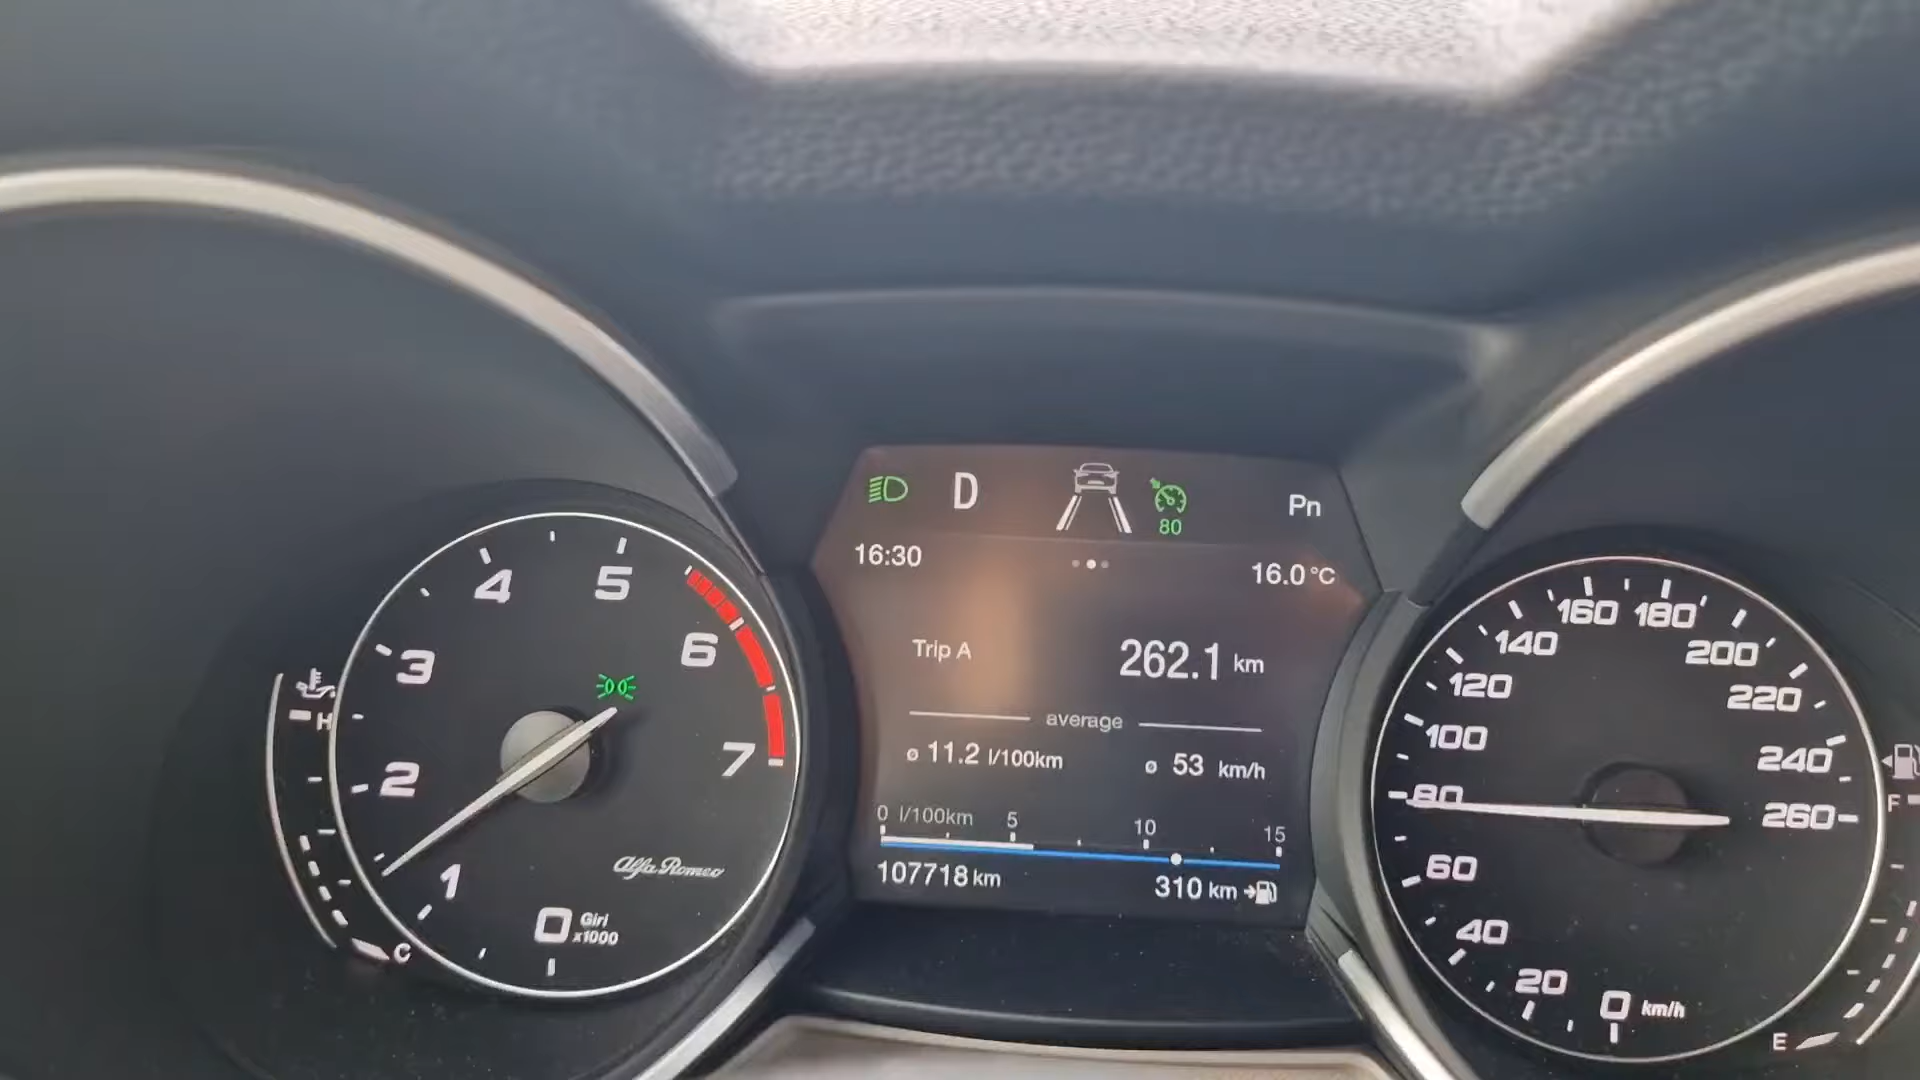 D
80
Pn
16:30
16.0 °C
Trip A
262.1 km
average
ø 11.2 l/100km
ø 53 km/h
0 l/100km 5 10 15
107718 km
310 km
0
1
2
3
4
5
6
7
Giri
x1000
Alfa Romeo
H
C
0
20
40
60
80
100
120
140
160
180
200
220
240
260
km/h
F
E